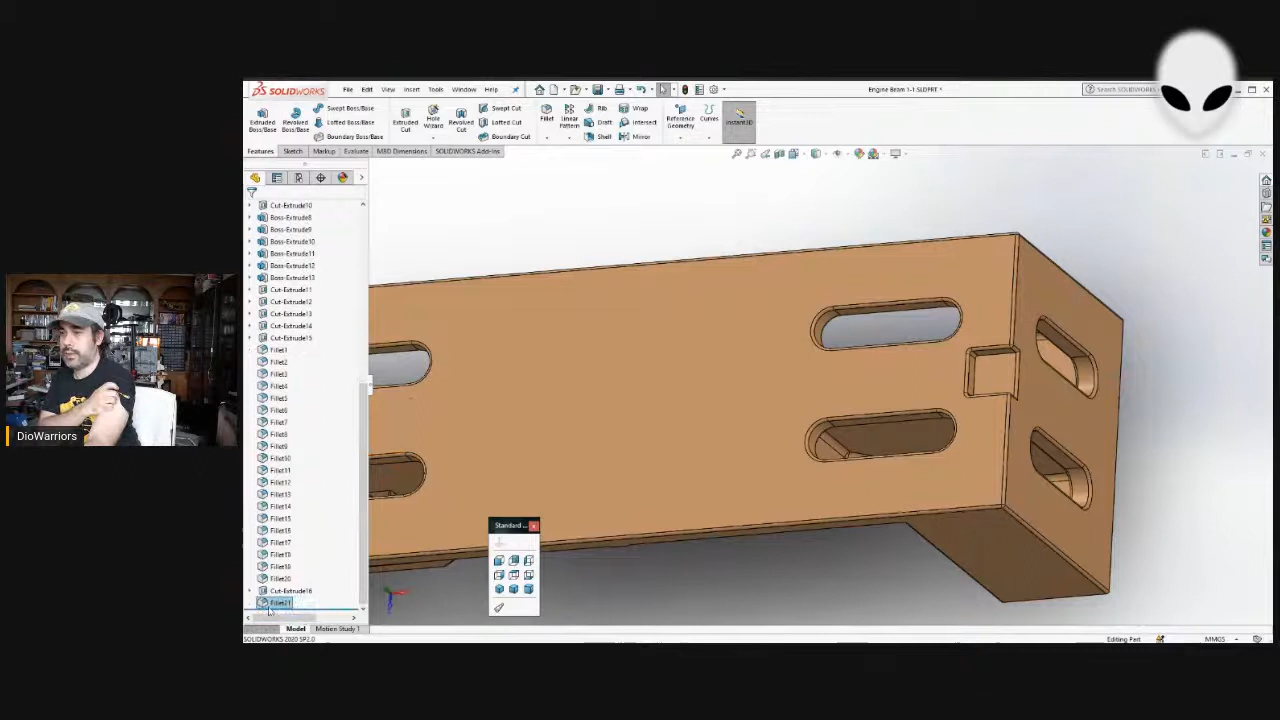 SOLIDWORKS File Edit View Insert Tools Window Help Engine Beam 1-1.SLDPRT * Search SOLIDWORKS
Extruded Boss/Base
Revolved Boss/Base
Swept Boss/Base
Lofted Boss/Base
Boundary Boss/Base
Extruded Cut
Hole Wizard
Revolved Cut
Swept Cut
Lofted Cut
Boundary Cut
Fillet
Linear Pattern
Rib
Draft
Shell
Wrap
Intersect
Mirror
Reference Geometry
Curves
Instant3D
Features Sketch Markup Evaluate MBD Dimensions SOLIDWORKS Add-Ins
Cut-Extrude10
Boss-Extrude8
Boss-Extrude9
Boss-Extrude10
Boss-Extrude11
Boss-Extrude12
Boss-Extrude13
Cut-Extrude11
Cut-Extrude12
Cut-Extrude13
Cut-Extrude14
Cut-Extrude15
Fillet1
Fillet2
Fillet3
Fillet4
Fillet5
Fillet6
Fillet7
Fillet8
Fillet9
Fillet10
Fillet11
Fillet12
Fillet13
Fillet14
Fillet15
Fillet16
Fillet17
Fillet18
Fillet19
Fillet20
Cut-Extrude16
Fillet21
Standard ...
DioWarriors
Model Motion Study 1
SOLIDWORKS 2020 SP2.0 Editing Part MMGS